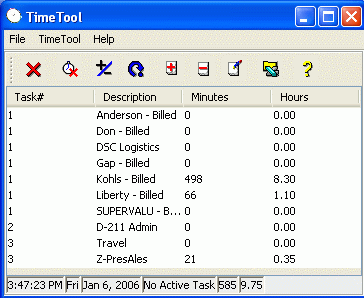 TimeTool
File TimeTool Help
Task# Description Minutes Hours
1 Anderson - Billed 0 0.00
1 Don - Billed 0 0.00
1 DSC Logistics 0 0.00
1 Gap - Billed 0 0.00
1 Kohls - Billed 498 8.30
1 Liberty - Billed 66 1.10
1 SUPERVALU - B... 0 0.00
2 D-211 Admin 0 0.00
3 Travel 0 0.00
3 Z-PresAles 21 0.35
3:47:23 PM Fri Jan 6, 2006 No Active Task 585 9.75